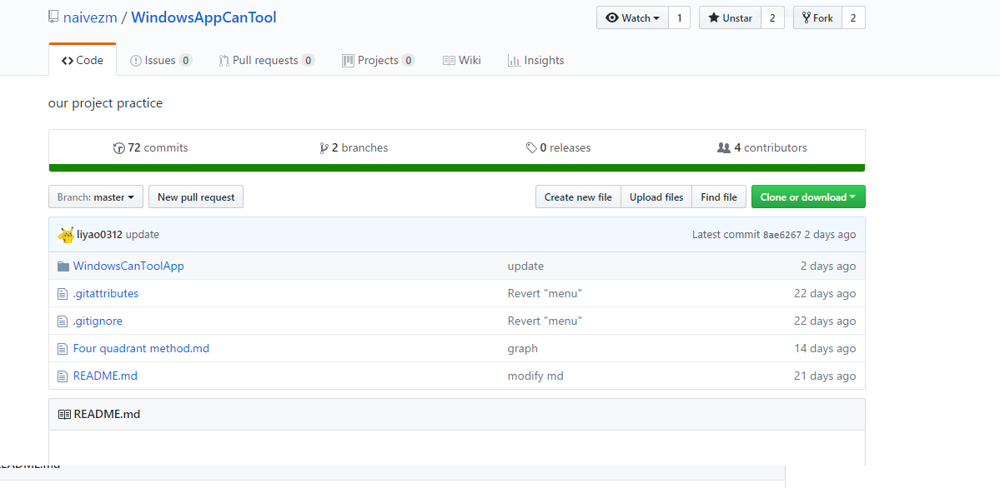 naivezm / WindowsAppCanTool Watch 1 Unstar 2 Fork 2
Code Issues 0 Pull requests 0 Projects 0 Wiki Insights
our project practice
72 commits 2 branches 0 releases 4 contributors
Branch: master New pull request Create new file Upload files Find file Clone or download
liyao0312 update Latest commit 8ae6267 2 days ago
WindowsCanToolApp update 2 days ago
.gitattributes Revert "menu" 22 days ago
.gitignore Revert "menu" 22 days ago
Four quadrant method.md graph 14 days ago
README.md modify md 21 days ago
README.md